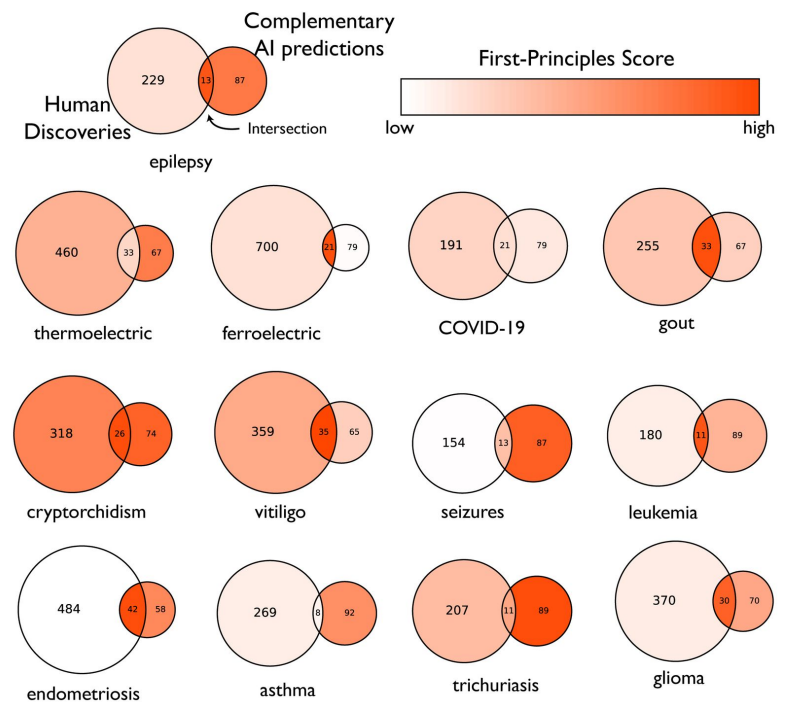 Complementary
AI predictions
229
13
87
Human
Discoveries
Intersection
epilepsy
First-Principles Score
low
high
460
33
67
thermoelectric
700
21
79
ferroelectric
191
21
79
COVID-19
255
33
67
gout
318
26
74
cryptorchidism
359
35
65
vitiligo
154
13
87
seizures
180
11
89
leukemia
484
42
58
endometriosis
269
8
92
asthma
207
11
89
trichuriasis
370
30
70
glioma